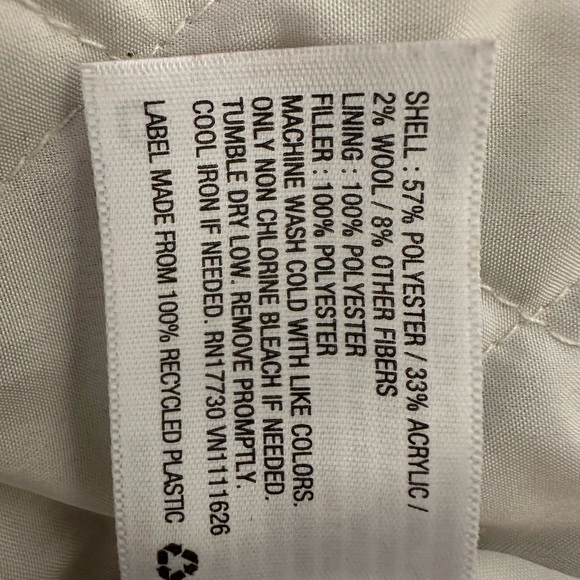 SHELL : 57% POLYESTER / 33% ACRYLIC /
2% WOOL / 8% OTHER FIBERS
LINING : 100% POLYESTER
FILLER : 100% POLYESTER
MACHINE WASH COLD WITH LIKE COLORS.
ONLY NON CHLORINE BLEACH IF NEEDED.
TUMBLE DRY LOW. REMOVE PROMPTLY.
COOL IRON IF NEEDED. RN17730 VN1111626
LABEL MADE FROM 100% RECYCLED PLASTIC